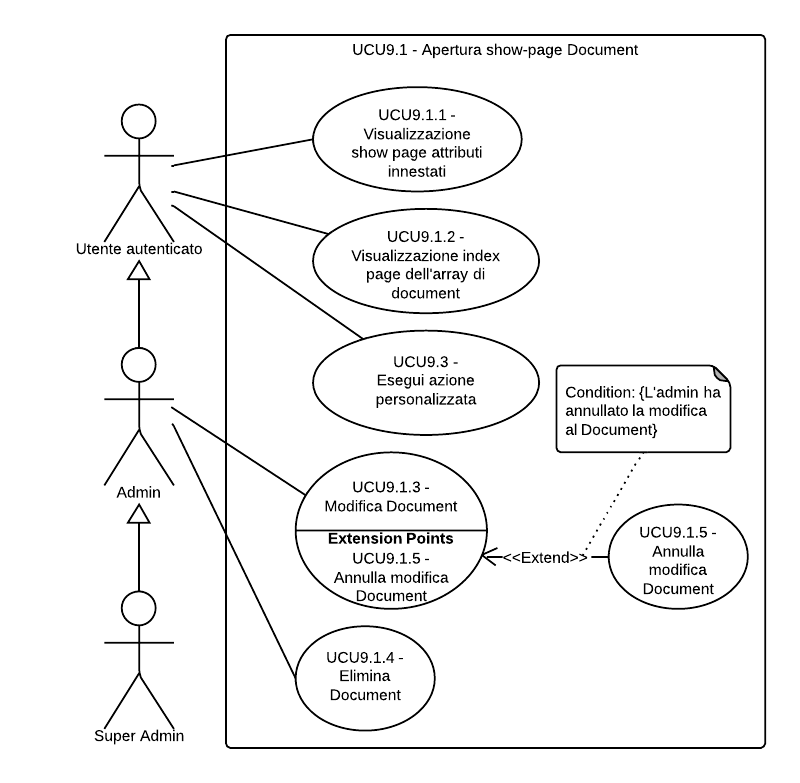 UCU9.1 - Apertura show-page Document
UCU9.1.1 -
Visualizzazione
show page attributi
innestati
Utente autenticato
UCU9.1.2 -
Visualizzazione index
page dell'array di
document
UCU9.3 -
Esegui azione
personalizzata
Condition: {L'admin ha
annullato la modifica
al Document}
Admin
UCU9.1.3 -
Modifica Document
Extension Points
UCU9.1.5 -
Annulla modifica
Document
<<Extend>>
UCU9.1.5 -
Annulla
modifica
Document
UCU9.1.4 -
Elimina
Document
Super Admin